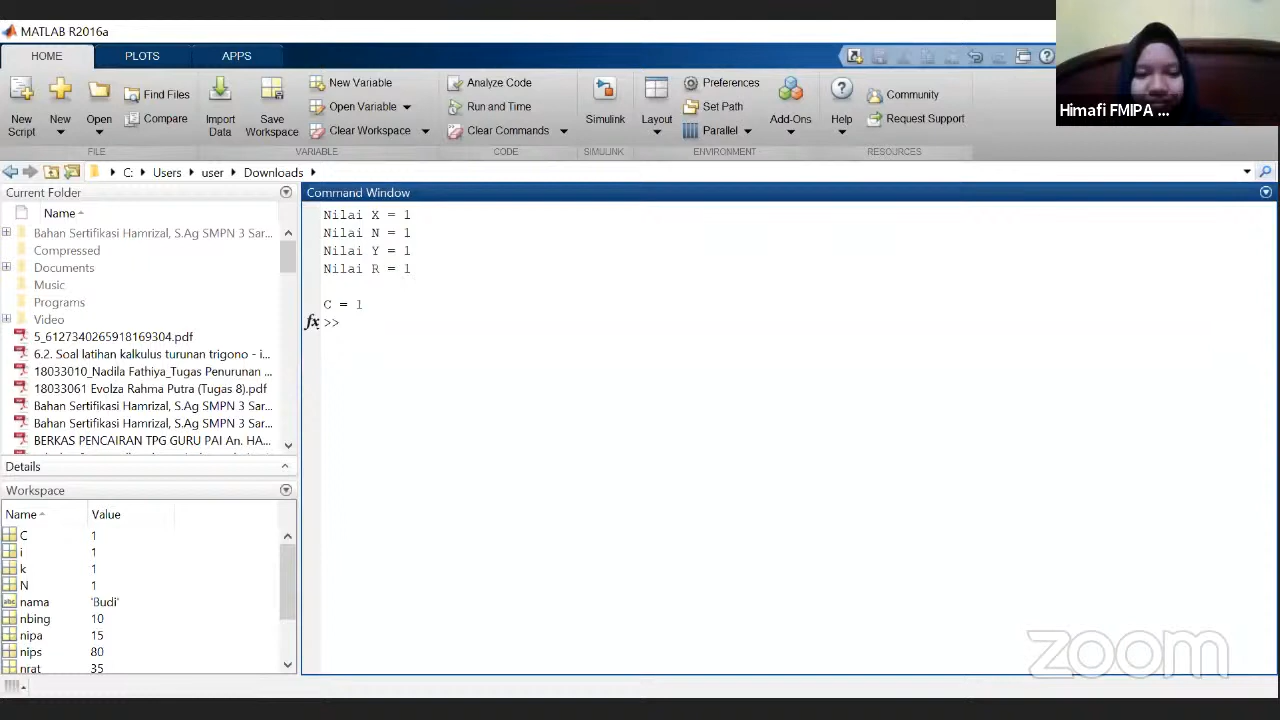 MATLAB R2016a
HOME PLOTS APPS
New Script
New
Open
Find Files
Compare
FILE
Import Data
Save Workspace
New Variable
Open Variable
Clear Workspace
VARIABLE
Analyze Code
Run and Time
Clear Commands
CODE
Simulink
SIMULINK
Layout
Preferences
Set Path
Parallel
ENVIRONMENT
Add-Ons
Help
Community
Request Support
RESOURCES
Himafi FMIPA ...
C: Users user Downloads
Current Folder
Name
Bahan Sertifikasi Hamrizal, S.Ag SMPN 3 Sar...
Compressed
Documents
Music
Programs
Video
5_6127340265918169304.pdf
6.2. Soal latihan kalkulus turunan trigono - i...
18033010_Nadila Fathiya_Tugas Penurunan ...
18033061 Evolza Rahma Putra (Tugas 8).pdf
Bahan Sertifikasi Hamrizal, S.Ag SMPN 3 Sar...
Bahan Sertifikasi Hamrizal, S.Ag SMPN 3 Sar...
BERKAS PENCAIRAN TPG GURU PAI An. HA...
Details
Workspace
Name Value
C 1
i 1
k 1
N 1
nama 'Budi'
nbing 10
nipa 15
nips 80
nrat 35
Command Window
Nilai X = 1
Nilai N = 1
Nilai Y = 1
Nilai R = 1
C = 1
fx >>
zoom